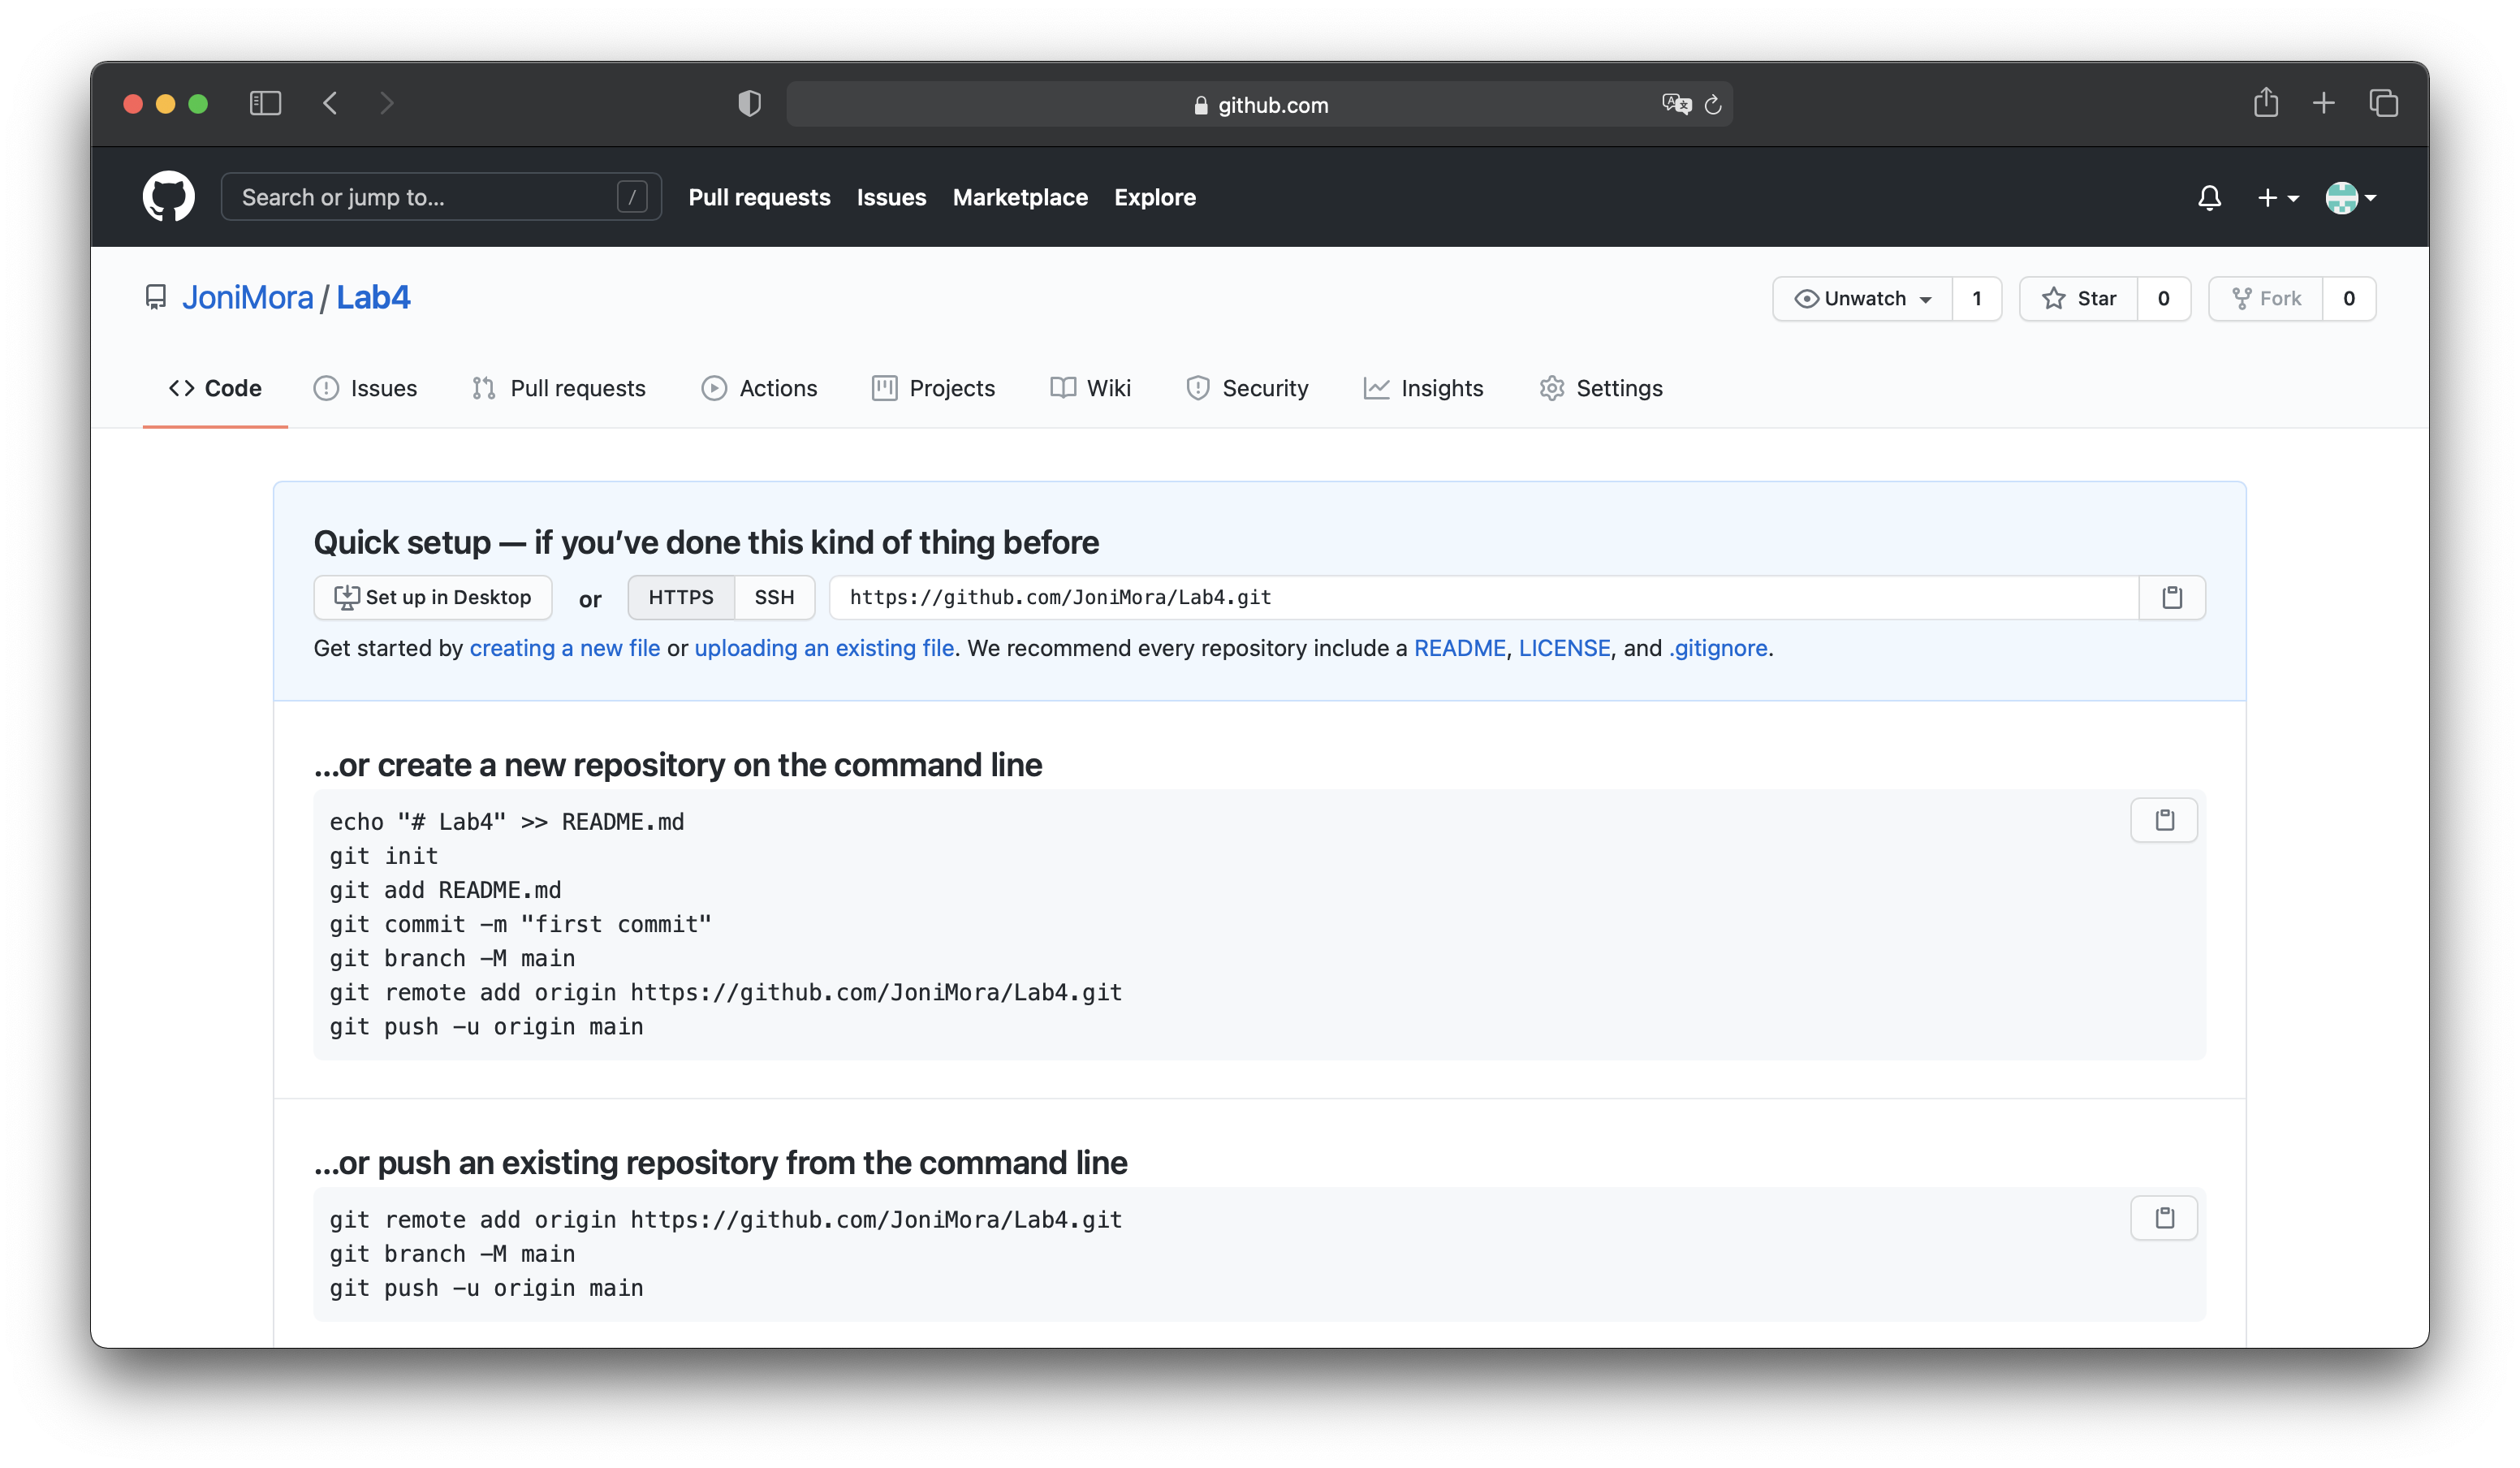 github.com
Search or jump to... /
Pull requests Issues Marketplace Explore
JoniMora / Lab4
Unwatch 1 Star 0 Fork 0
Code Issues Pull requests Actions Projects Wiki Security Insights Settings
Quick setup — if you’ve done this kind of thing before
Set up in Desktop or HTTPS SSH https://github.com/JoniMora/Lab4.git
Get started by creating a new file or uploading an existing file. We recommend every repository include a README, LICENSE, and .gitignore.
…or create a new repository on the command line
echo "# Lab4" >> README.md
git init
git add README.md
git commit -m "first commit"
git branch -M main
git remote add origin https://github.com/JoniMora/Lab4.git
git push -u origin main
…or push an existing repository from the command line
git remote add origin https://github.com/JoniMora/Lab4.git
git branch -M main
git push -u origin main